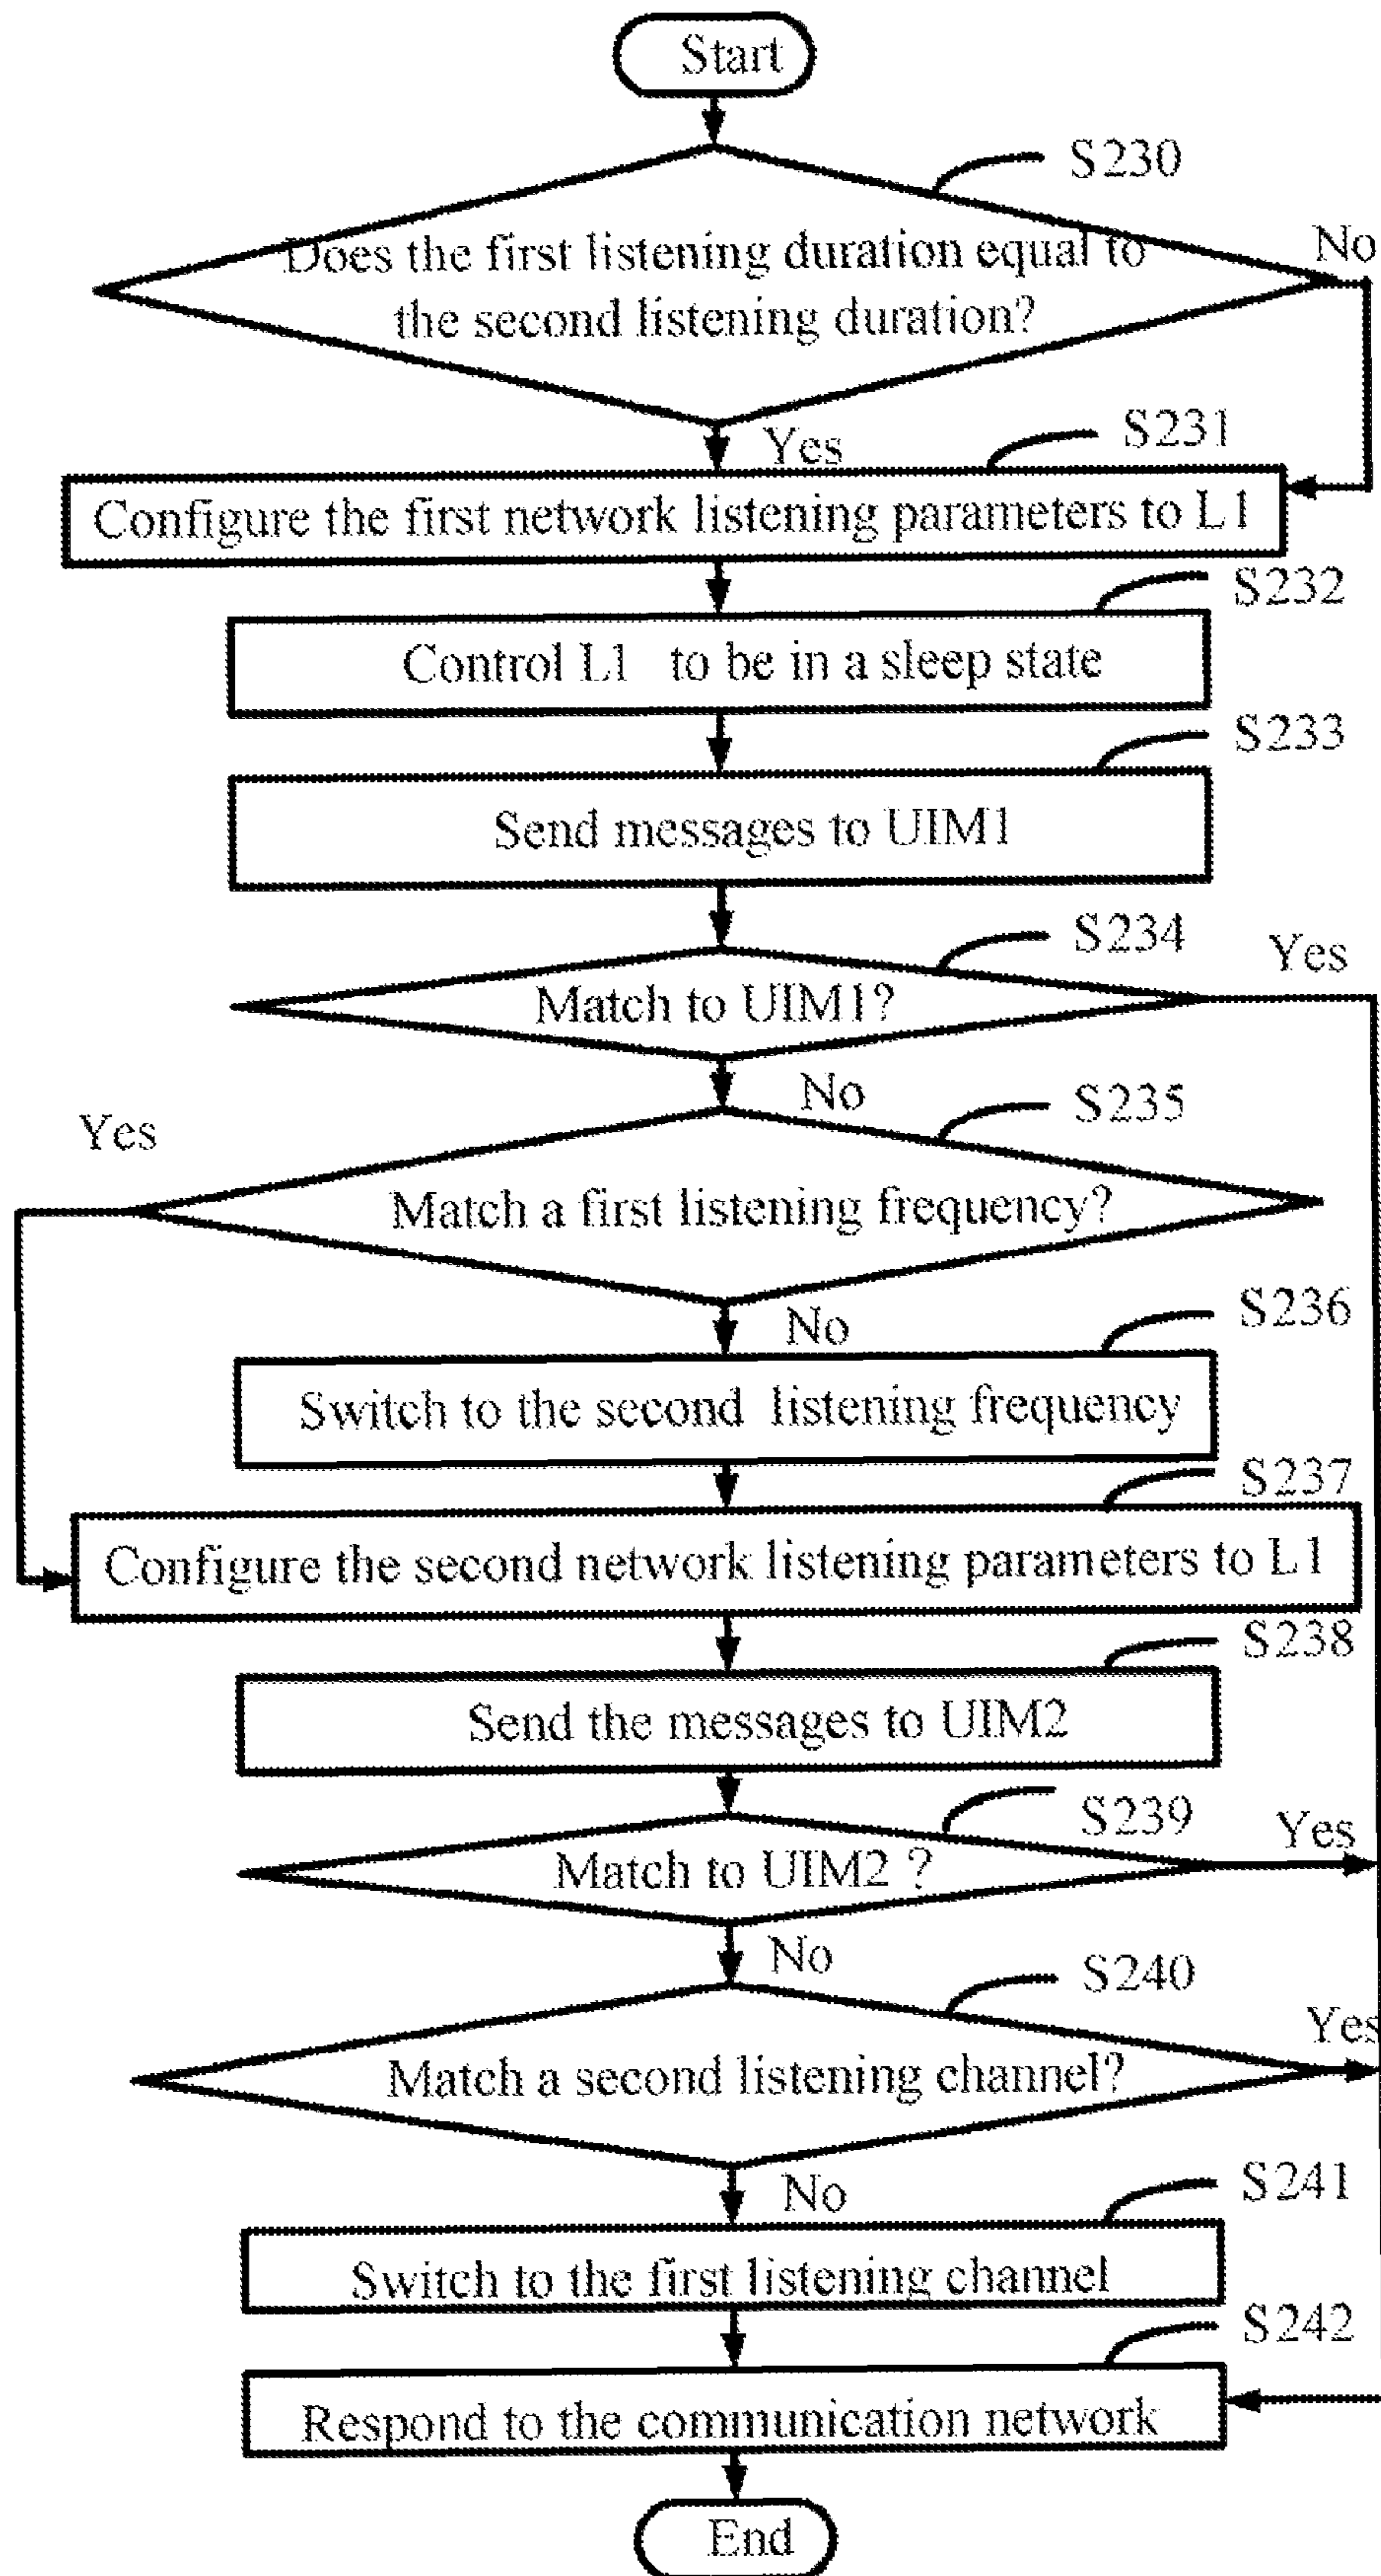 Start
S230
Does the first listening duration equal to
the second listening duration?
No
Yes
S231
Configure the first network listening parameters to L1
S232
Control L1 to be in a sleep state
S233
Send messages to UIM1
S234
Yes
Match to UIM1?
No
S235
Yes
Match a first listening frequency?
No
S236
Switch to the second listening frequency
S237
Configure the second network listening parameters to L1
S238
Send the messages to UIM2
S239
Yes
Match to UIM2 ?
No
S240
Yes
Match a second listening channel?
No
S241
Switch to the first listening channel
S242
Respond to the communication network
End